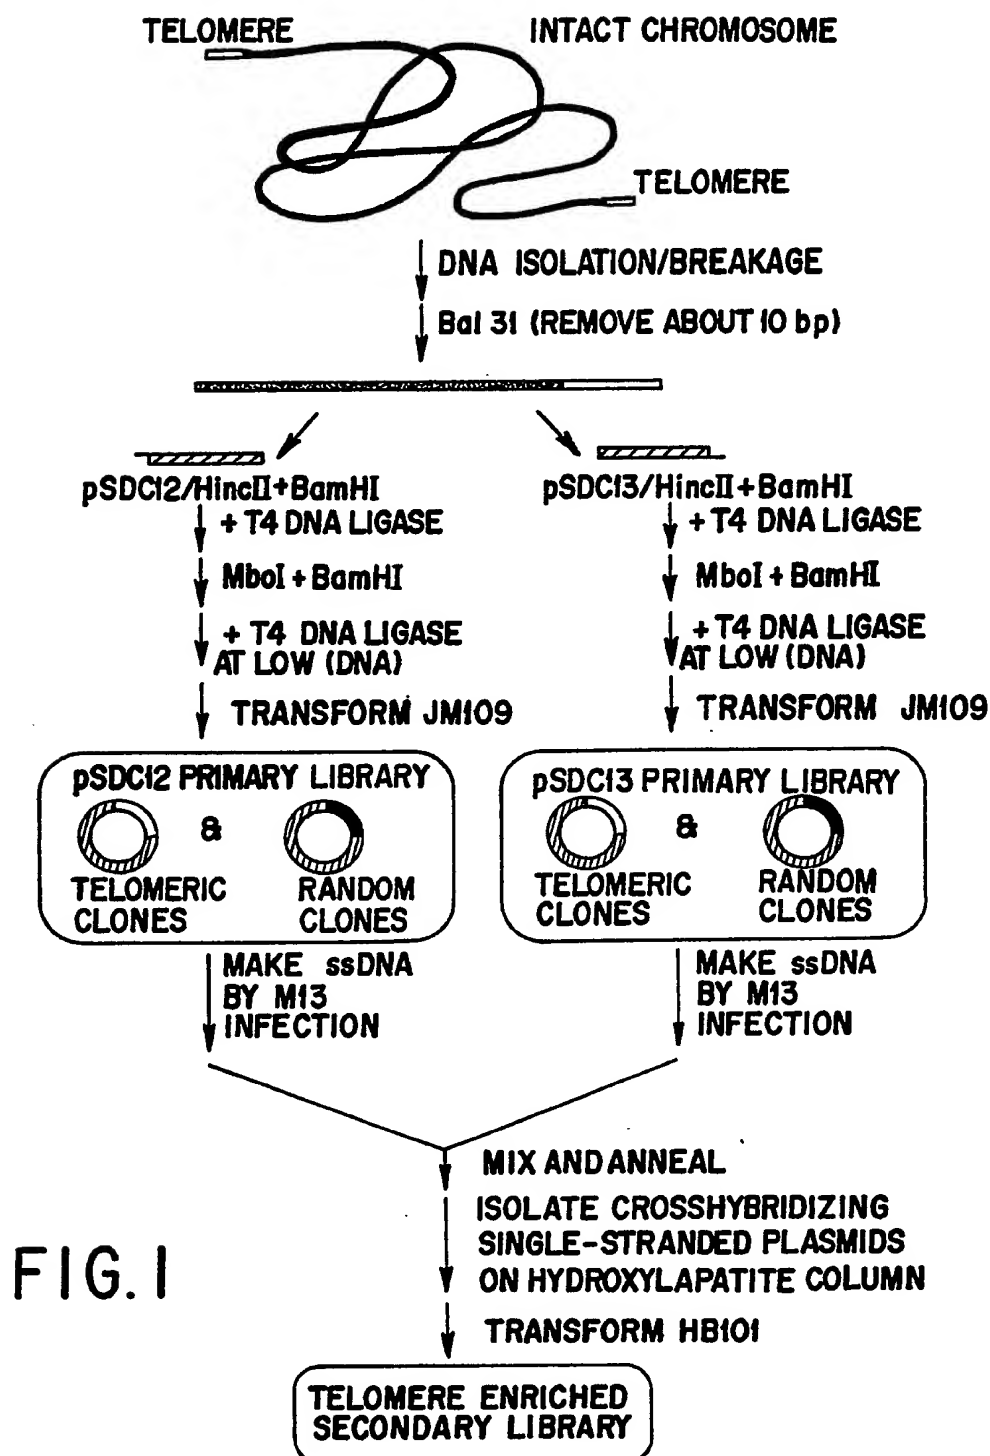 TELOMERE
INTACT CHROMOSOME
TELOMERE
DNA ISOLATION/BREAKAGE
Bal 31 (REMOVE ABOUT 10 bp)
pSDC12/HincII+BamHI
+ T4 DNA LIGASE
MboI + BamHI
+ T4 DNA LIGASE
AT LOW (DNA)
TRANSFORM JM109
pSDC13/HincII+BamHI
+ T4 DNA LIGASE
MboI + BamHI
+ T4 DNA LIGASE
AT LOW (DNA)
TRANSFORM JM109
pSDC12 PRIMARY LIBRARY
&
TELOMERIC
CLONES
RANDOM
CLONES
pSDC13 PRIMARY LIBRARY
&
TELOMERIC
CLONES
RANDOM
CLONES
MAKE ssDNA
BY M13
INFECTION
MAKE ssDNA
BY M13
INFECTION
MIX AND ANNEAL
ISOLATE CROSSHYBRIDIZING
SINGLE-STRANDED PLASMIDS
ON HYDROXYLAPATITE COLUMN
TRANSFORM HB101
TELOMERE ENRICHED
SECONDARY LIBRARY
FIG. 1